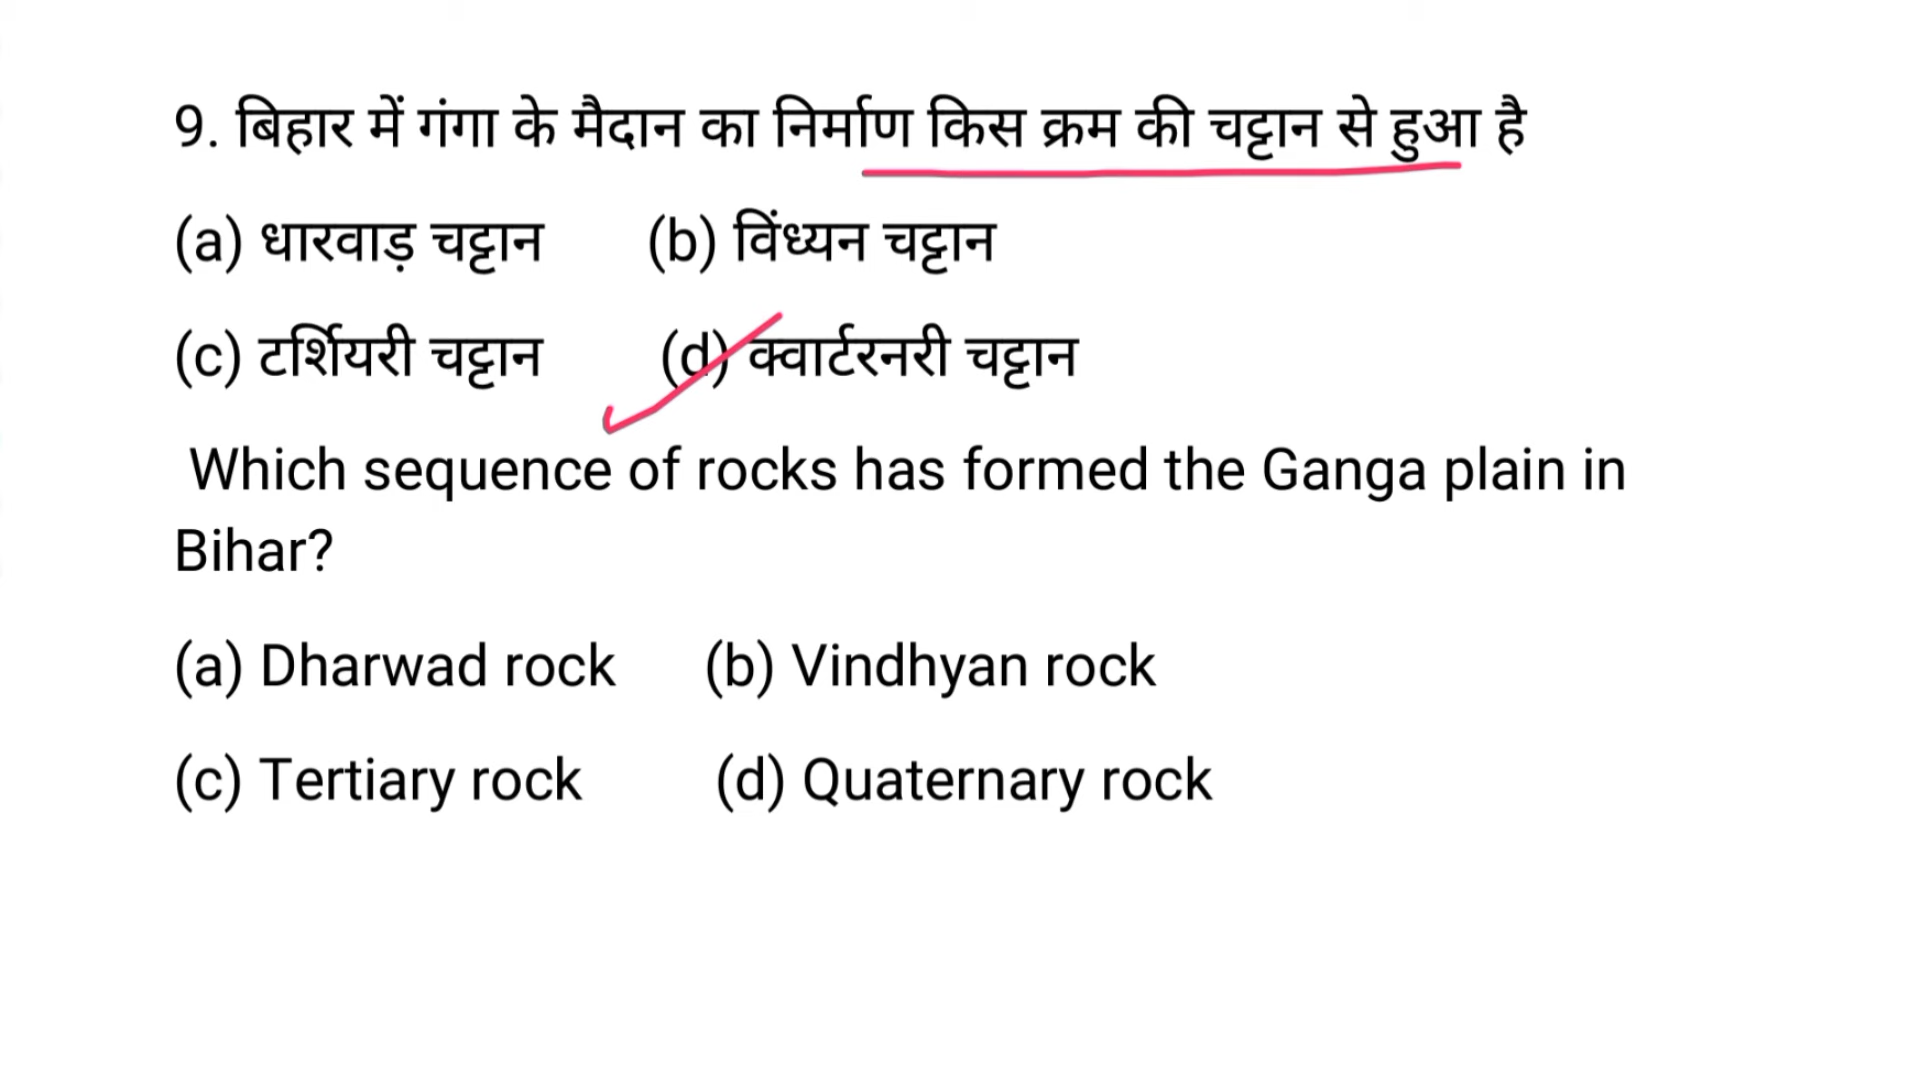 9. बिहार में गंगा के मैदान का निर्माण किस क्रम की चट्टान से हुआ है
(a) धारवाड़ चट्टान (b) विंध्यन चट्टान
(c) टर्शियरी चट्टान (d) क्वार्टरनरी चट्टान
Which sequence of rocks has formed the Ganga plain in
Bihar?
(a) Dharwad rock (b) Vindhyan rock
(c) Tertiary rock (d) Quaternary rock